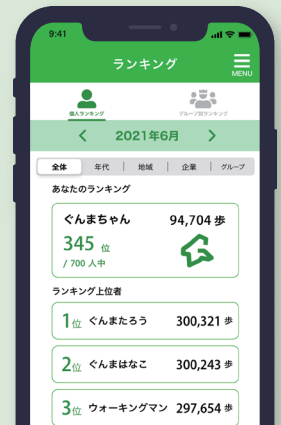 9:41
ランキング
MENU
個人ランキング
グループ別ランキング
2021年6月
全体 年代 地域 企業 グループ
あなたのランキング
ぐんまちゃん 94,704 歩
345 位
/ 700 人中
ランキング上位者
1位 ぐんまたろう 300,321 歩
2位 ぐんまはなこ 300,243 歩
3位 ウォーキングマン 297,654 歩